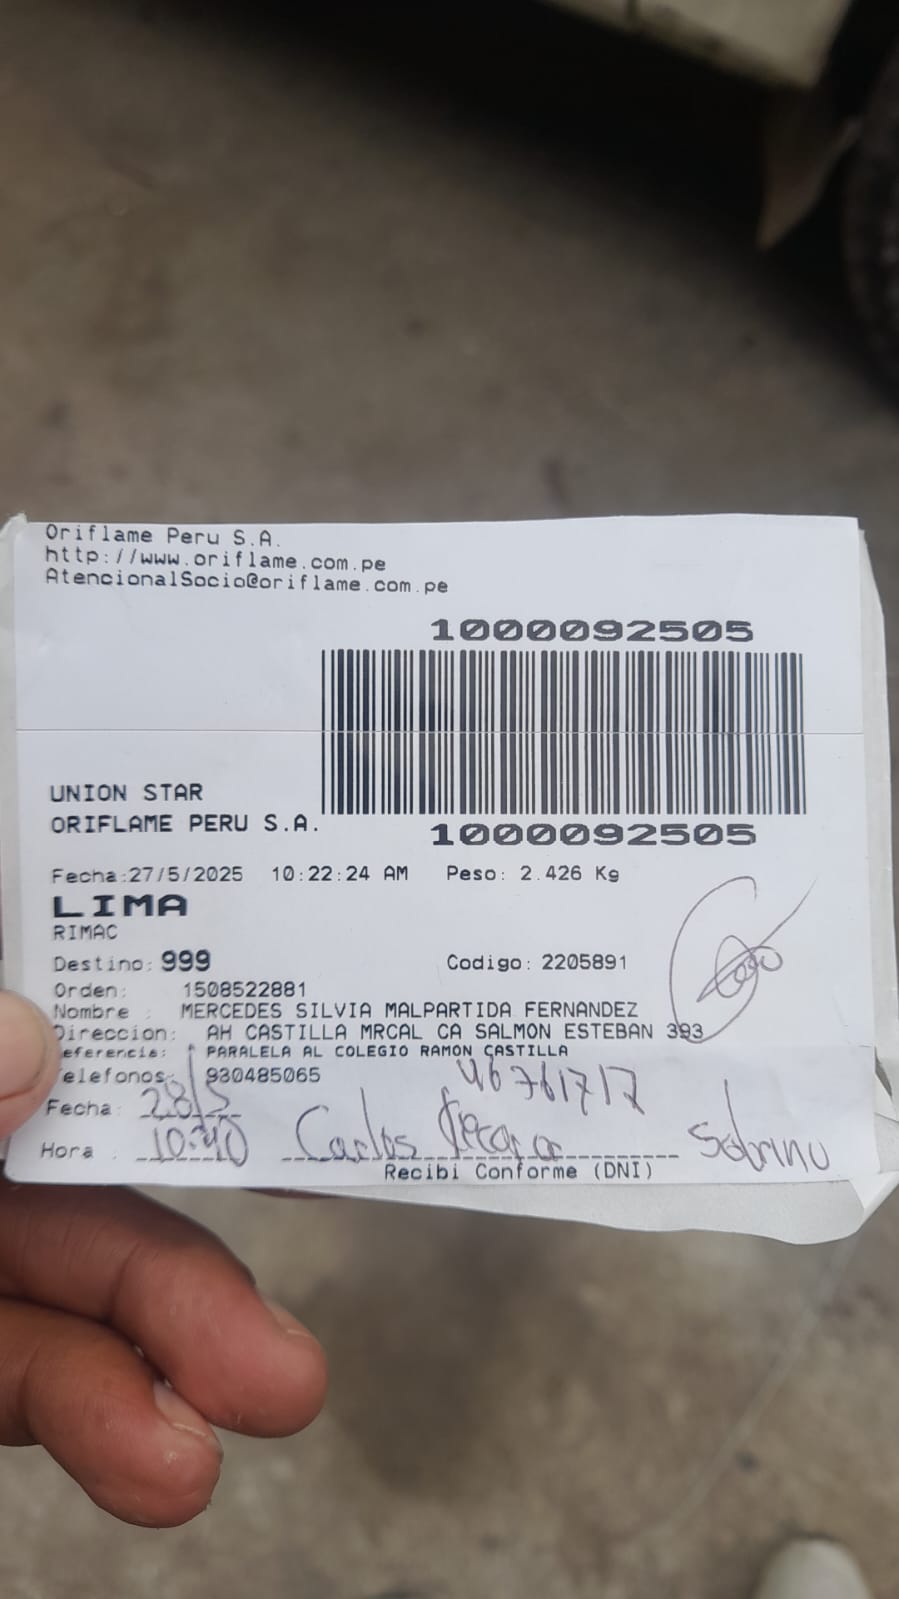 Oriflame Peru S.A.
http://www.oriflame.com.pe
AtencionalSocio@oriflame.com.pe
1000092505
UNION STAR
ORIFLAME PERU S.A.
1000092505
Fecha:27/5/2025 10:22:24 AM Peso: 2.426 Kg
LIMA
RIMAC
Destino: 999 Codigo: 2205891
Orden: 1508522881
Nombre : MERCEDES SILVIA MALPARTIDA FERNANDEZ
Direccion: AH CASTILLA MRCAL CA SALMON ESTEBAN 393
eferencia: PARALELA AL COLEGIO RAMON CASTILLA
elefonos: 930485065 46761717
Fecha: 28/5
Hora : 10:40 Carlos Sobrino
Recibi Conforme (DNI)